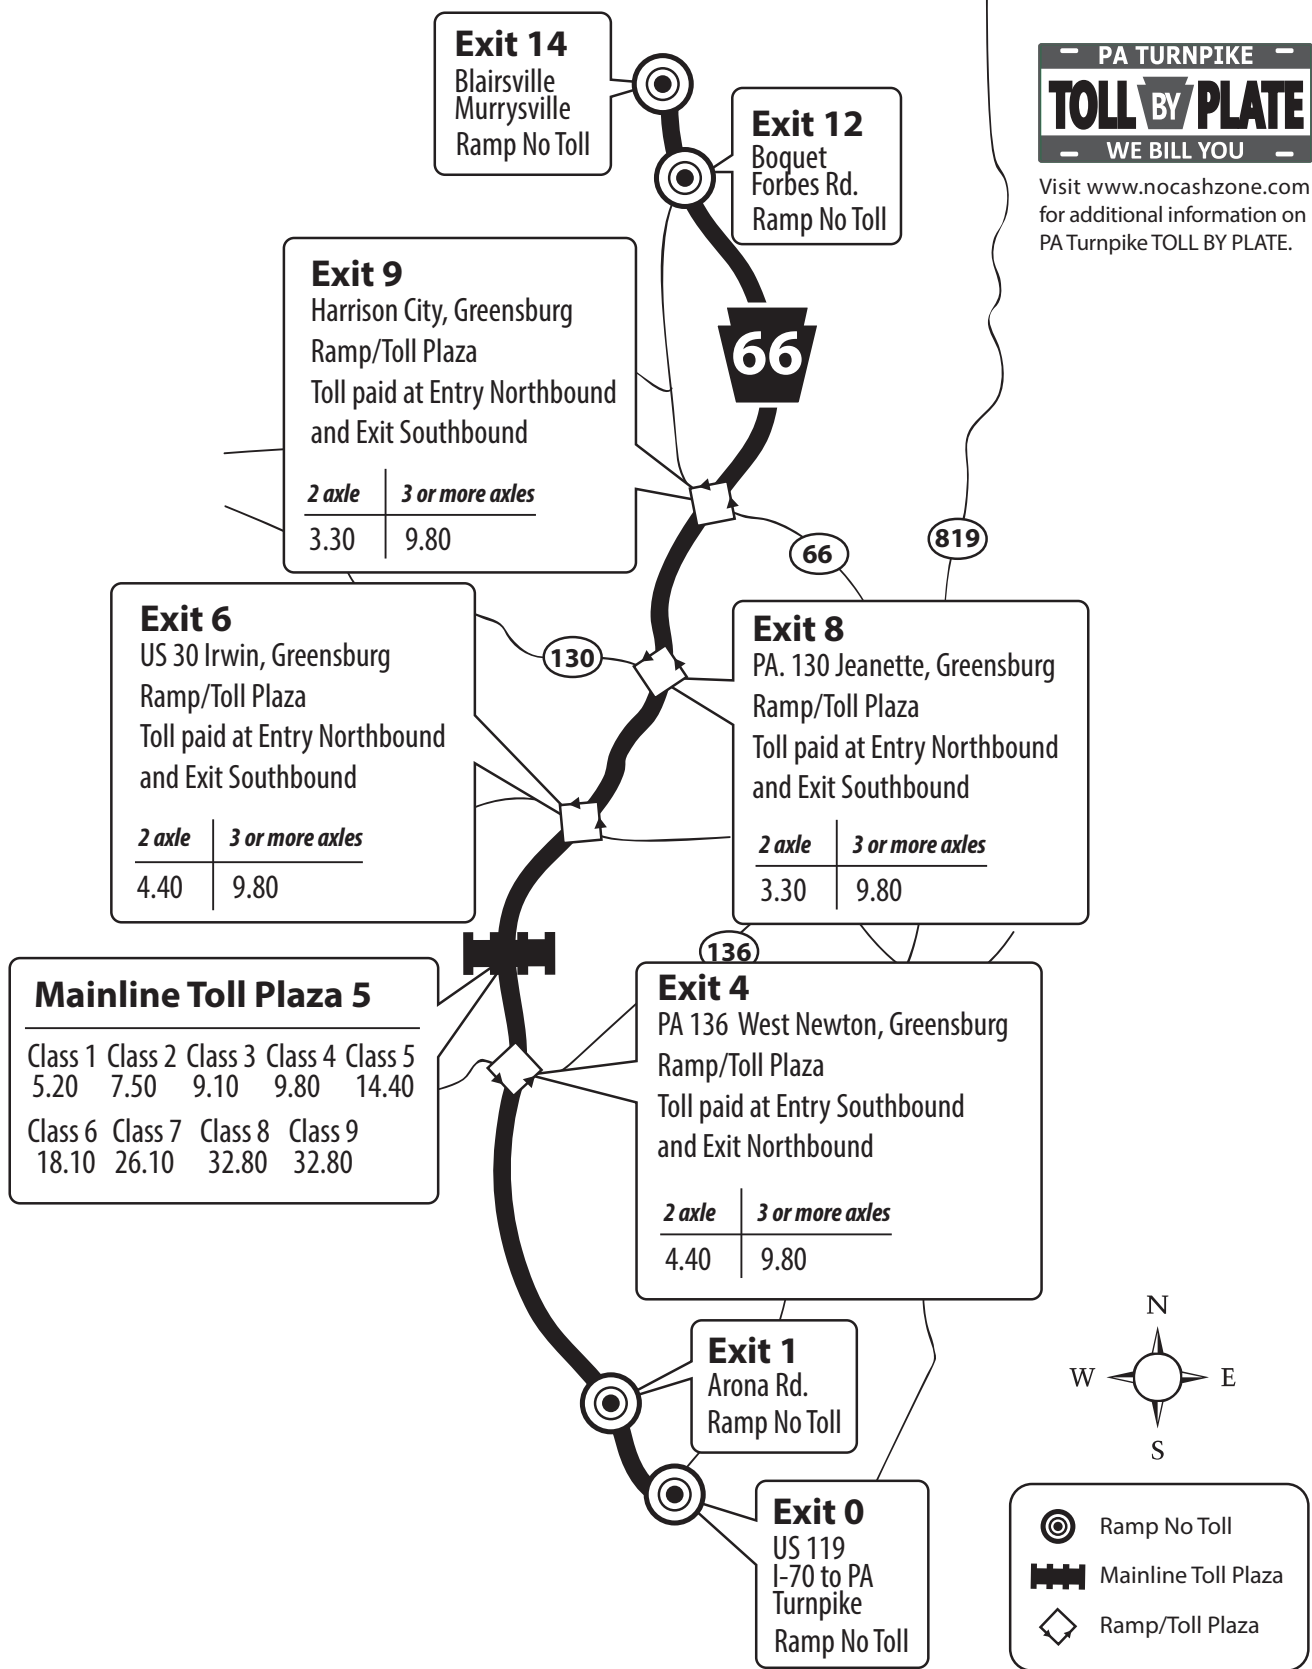 Exit 14
Blairsville
Murrysville
Ramp No Toll
PA TURNPIKE
TOLL BY PLATE
WE BILL YOU
Visit www.nocashzone.com
for additional information on
PA Turnpike TOLL BY PLATE.
Exit 12
Boquet
Forbes Rd.
Ramp No Toll
Exit 9
Harrison City, Greensburg
Ramp/Toll Plaza
Toll paid at Entry Northbound
and Exit Southbound
2 axle 3 or more axles
3.30 9.80
66
66
819
130
Exit 6
US 30 Irwin, Greensburg
Ramp/Toll Plaza
Toll paid at Entry Northbound
and Exit Southbound
2 axle 3 or more axles
4.40 9.80
Exit 8
PA. 130 Jeanette, Greensburg
Ramp/Toll Plaza
Toll paid at Entry Northbound
and Exit Southbound
2 axle 3 or more axles
3.30 9.80
136
Mainline Toll Plaza 5
Class 1 Class 2 Class 3 Class 4 Class 5
5.20 7.50 9.10 9.80 14.40
Class 6 Class 7 Class 8 Class 9
18.10 26.10 32.80 32.80
Exit 4
PA 136 West Newton, Greensburg
Ramp/Toll Plaza
Toll paid at Entry Southbound
and Exit Northbound
2 axle 3 or more axles
4.40 9.80
Exit 1
Arona Rd.
Ramp No Toll
Exit 0
US 119
I-70 to PA
Turnpike
Ramp No Toll
N
W E
S
Ramp No Toll
Mainline Toll Plaza
Ramp/Toll Plaza